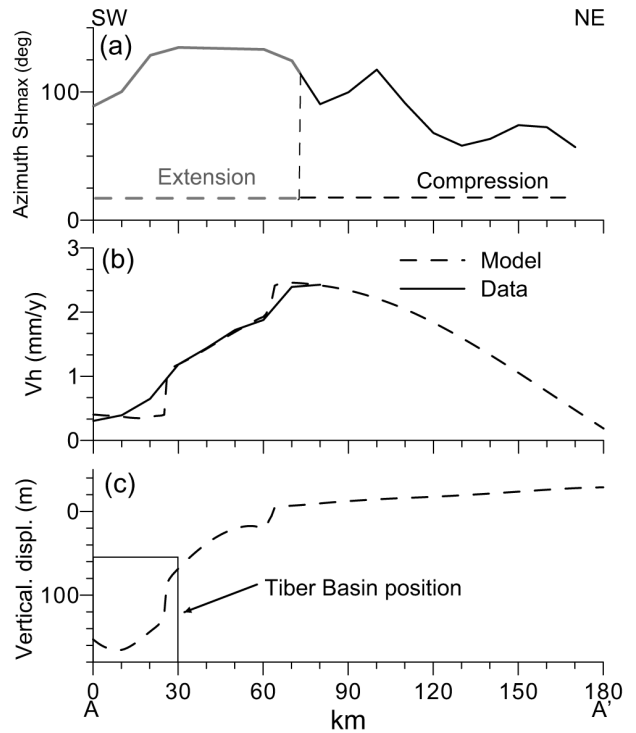 SW NE
(a)
Azimuth SHmax (deg)
100
0
Extension
Compression
(b)
Vh (mm/y)
3
2
1
0
Model
Data
(c)
Vertical. displ. (m)
0
100
Tiber Basin position
0 30 60 90 120 150 180
A km A'